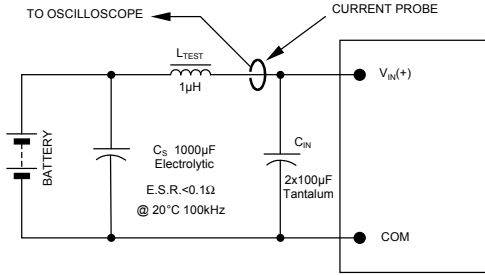 TO OSCILLOSCOPE
CURRENT PROBE
LTEST
1μH
VIN(+)
BATTERY
CS 1000μF
Electrolytic
E.S.R.<0.1Ω
@ 20°C 100kHz
CIN
2x100μF
Tantalum
COM